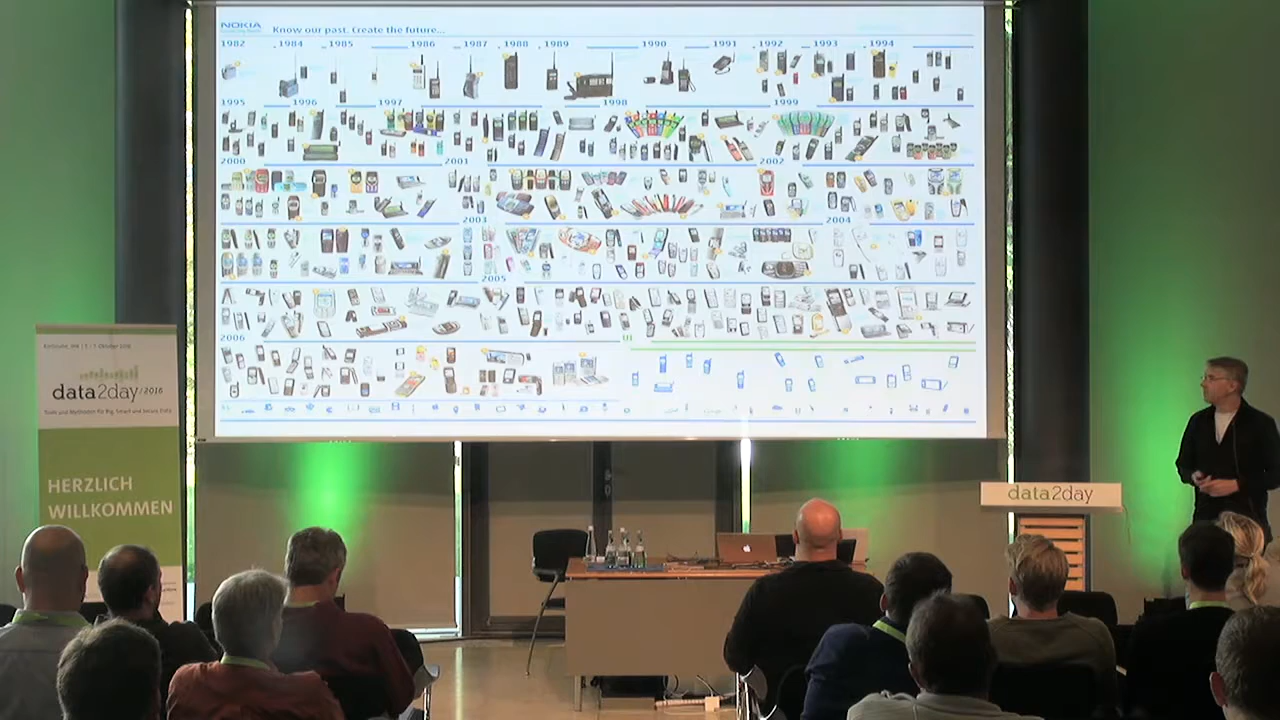 NOKIA
Know our past. Create the future...
1982 1984 1985 1986 1987 1988 1989 1990 1991 1992 1993 1994
1995 1996 1997 1998 1999
2000 2001 2002
2003 2004
2005
2006
data2day/2016
HERZLICH
WILLKOMMEN
data2day